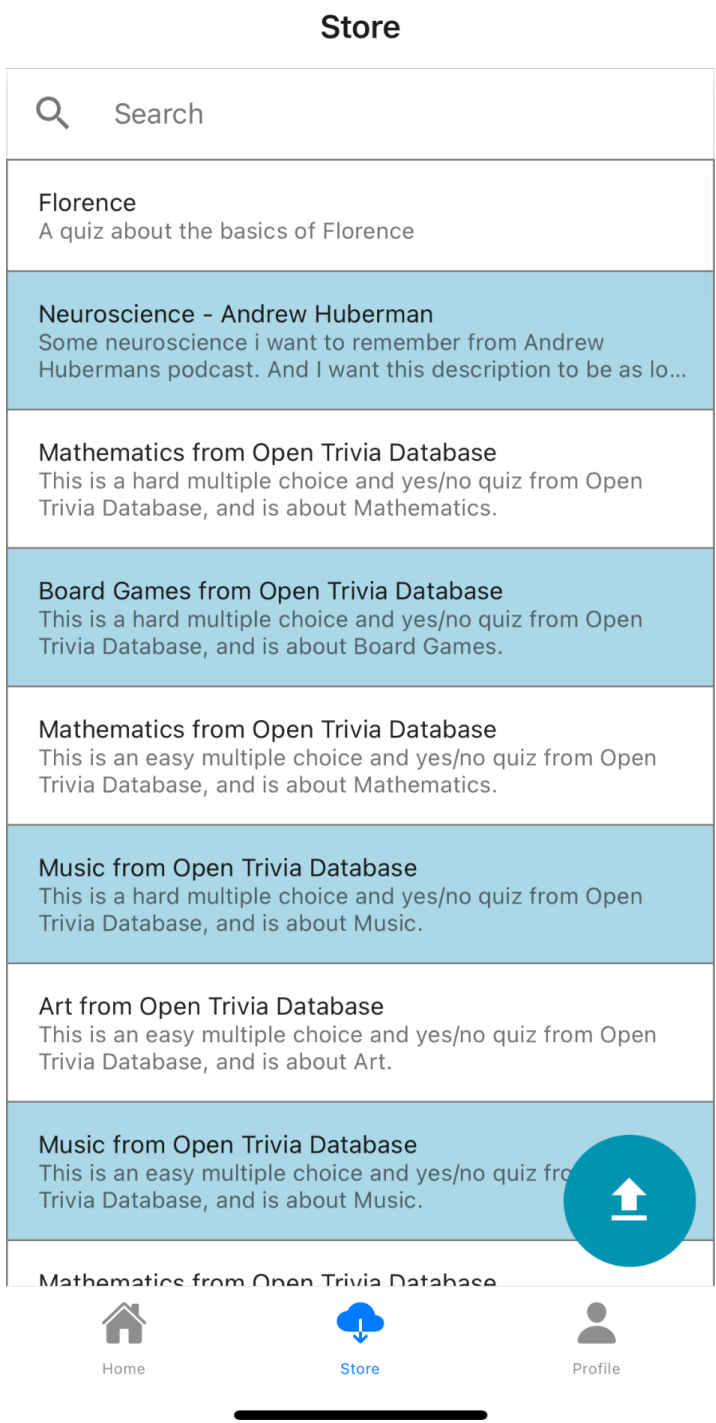 Store
Search
Florence
A quiz about the basics of Florence
Neuroscience - Andrew Huberman
Some neuroscience i want to remember from Andrew
Hubermans podcast. And I want this description to be as lo...
Mathematics from Open Trivia Database
This is a hard multiple choice and yes/no quiz from Open
Trivia Database, and is about Mathematics.
Board Games from Open Trivia Database
This is a hard multiple choice and yes/no quiz from Open
Trivia Database, and is about Board Games.
Mathematics from Open Trivia Database
This is an easy multiple choice and yes/no quiz from Open
Trivia Database, and is about Mathematics.
Music from Open Trivia Database
This is a hard multiple choice and yes/no quiz from Open
Trivia Database, and is about Music.
Art from Open Trivia Database
This is an easy multiple choice and yes/no quiz from Open
Trivia Database, and is about Art.
Music from Open Trivia Database
This is an easy multiple choice and yes/no quiz fro
Trivia Database, and is about Music.
Mathematics from Open Trivia Database
Home
Store
Profile